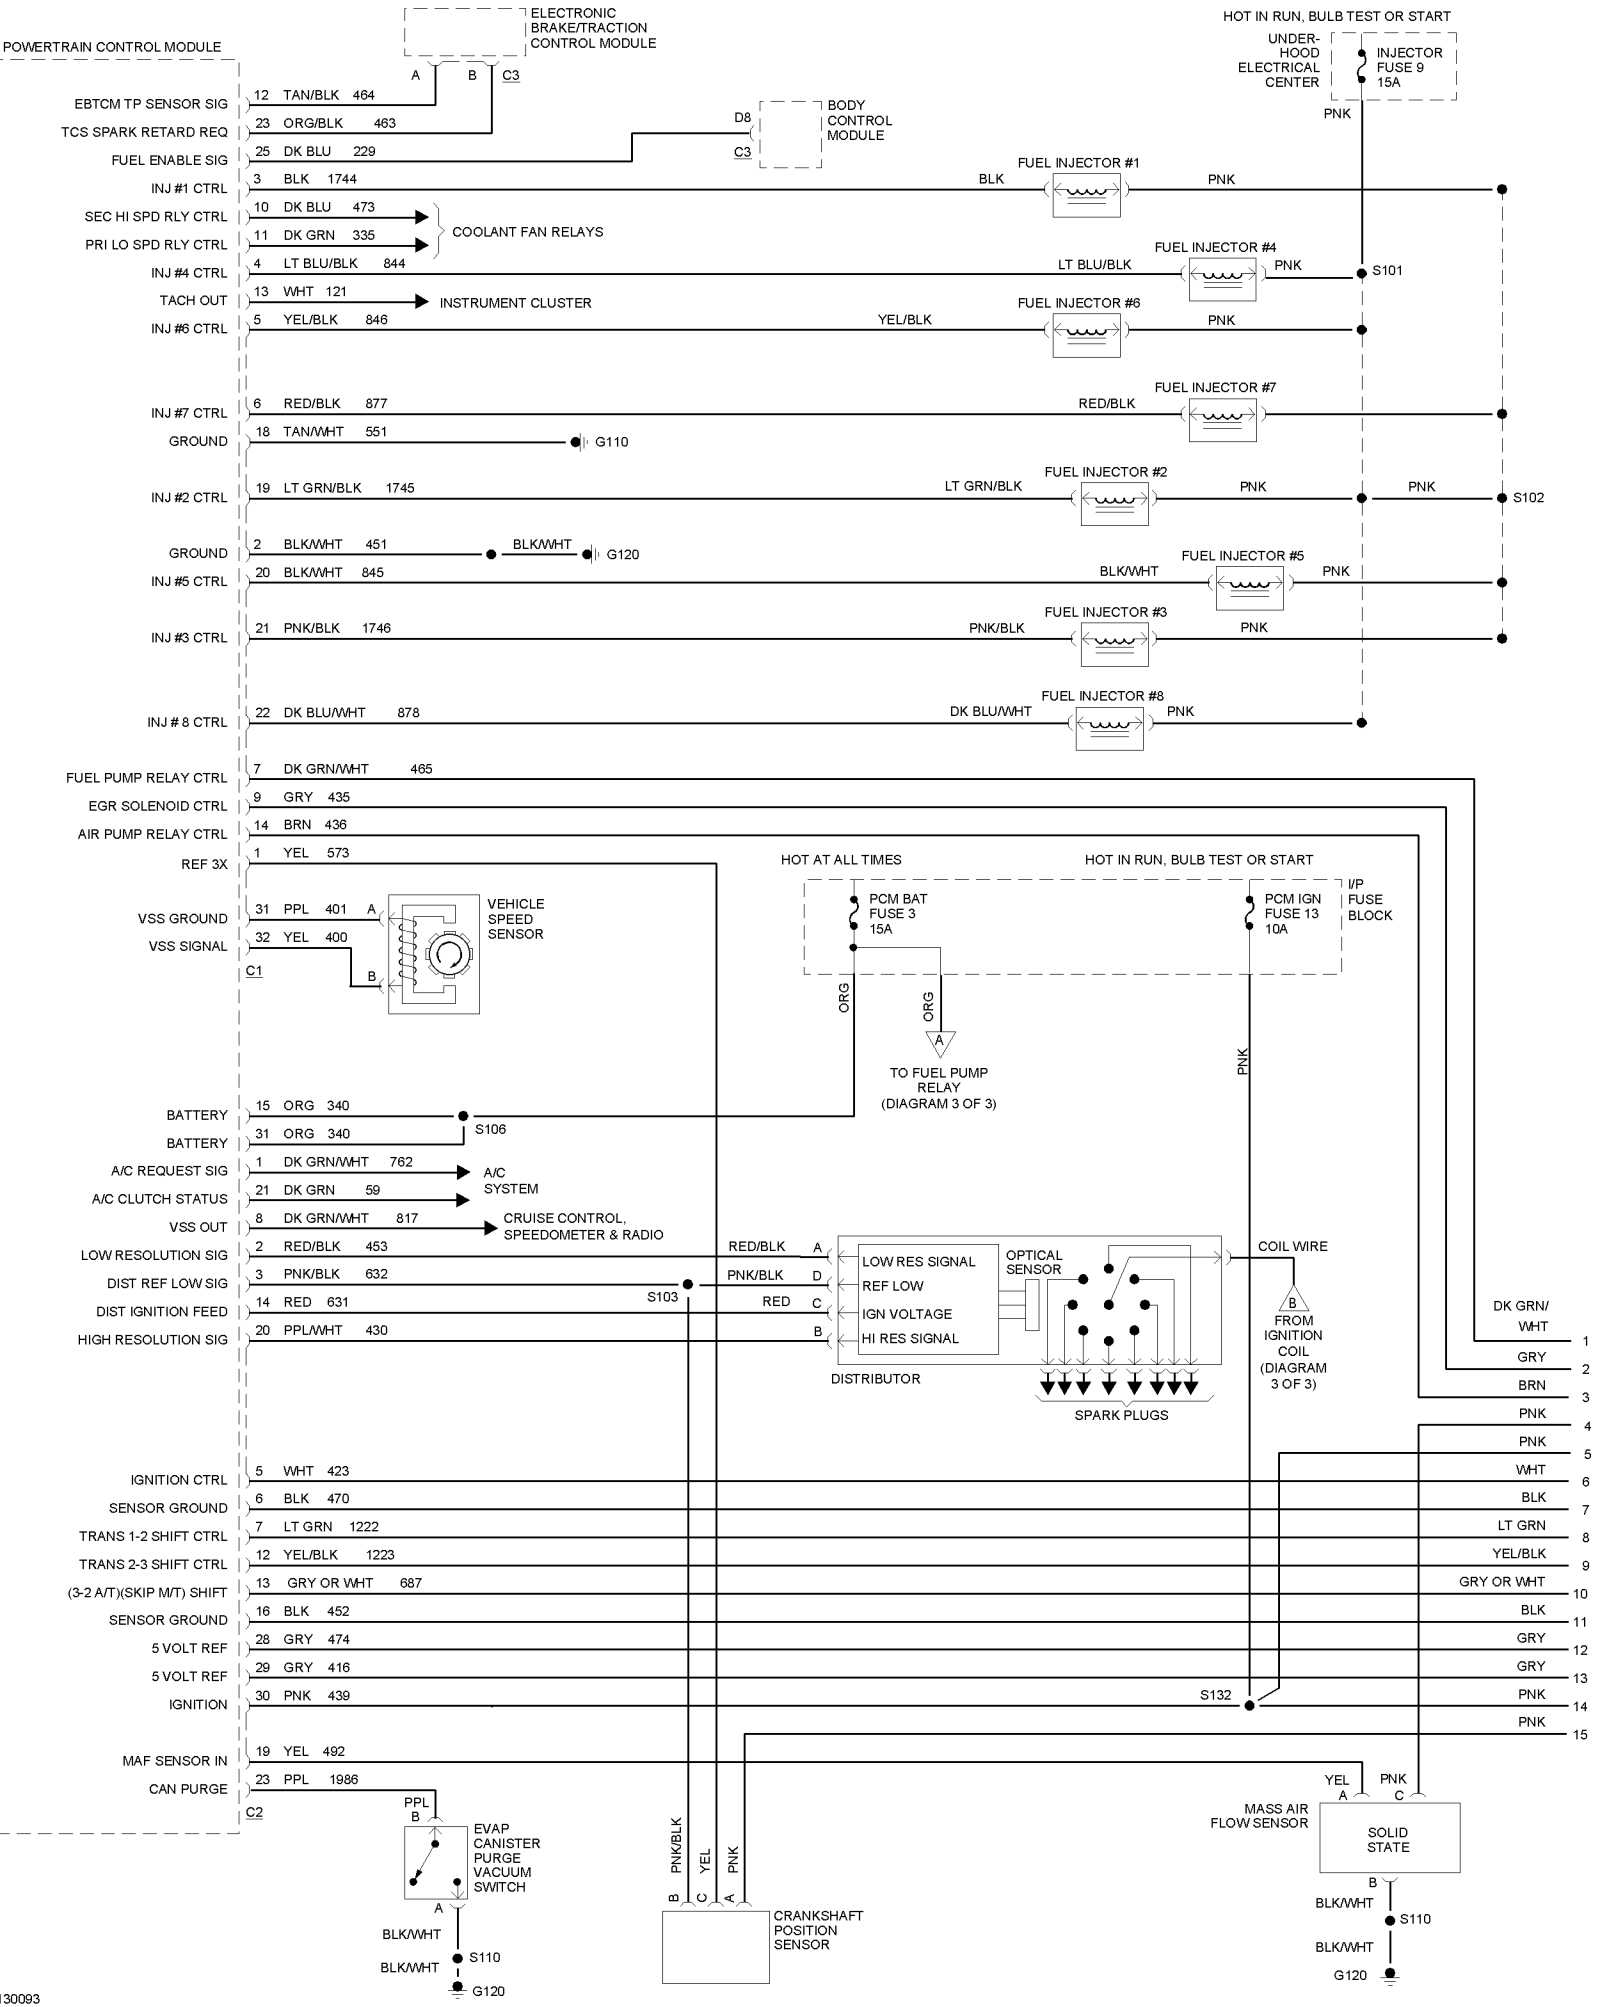 POWERTRAIN CONTROL MODULE
ELECTRONIC
BRAKE/TRACTION
CONTROL MODULE
A B C3
HOT IN RUN, BULB TEST OR START
UNDER-
HOOD
ELECTRICAL
CENTER
INJECTOR
FUSE 9
15A
PNK
EBTCM TP SENSOR SIG 12 TAN/BLK 464
TCS SPARK RETARD REQ 23 ORG/BLK 463
FUEL ENABLE SIG 25 DK BLU 229
D8
C3
BODY
CONTROL
MODULE
FUEL INJECTOR #1
INJ #1 CTRL 3 BLK 1744 BLK PNK
SEC HI SPD RLY CTRL 10 DK BLU 473
PRI LO SPD RLY CTRL 11 DK GRN 335
COOLANT FAN RELAYS
FUEL INJECTOR #4
INJ #4 CTRL 4 LT BLU/BLK 844 LT BLU/BLK PNK S101
TACH OUT 13 WHT 121 INSTRUMENT CLUSTER
FUEL INJECTOR #6
INJ #6 CTRL 5 YEL/BLK 846 YEL/BLK PNK
FUEL INJECTOR #7
INJ #7 CTRL 6 RED/BLK 877 RED/BLK
GROUND 18 TAN/WHT 551 G110
FUEL INJECTOR #2
INJ #2 CTRL 19 LT GRN/BLK 1745 LT GRN/BLK PNK PNK S102
GROUND 2 BLK/WHT 451 BLK/WHT G120
FUEL INJECTOR #5
INJ #5 CTRL 20 BLK/WHT 845 BLK/WHT PNK
FUEL INJECTOR #3
INJ #3 CTRL 21 PNK/BLK 1746 PNK/BLK PNK
FUEL INJECTOR #8
INJ # 8 CTRL 22 DK BLU/WHT 878 DK BLU/WHT PNK
FUEL PUMP RELAY CTRL 7 DK GRN/WHT 465
EGR SOLENOID CTRL 9 GRY 435
AIR PUMP RELAY CTRL 14 BRN 436
REF 3X 1 YEL 573
HOT AT ALL TIMES
HOT IN RUN, BULB TEST OR START
PCM BAT
FUSE 3
15A
PCM IGN
FUSE 13
10A
I/P
FUSE
BLOCK
VSS GROUND 31 PPL 401 A
VSS SIGNAL 32 YEL 400
B
C1
VEHICLE
SPEED
SENSOR
ORG
ORG
A
TO FUEL PUMP
RELAY
(DIAGRAM 3 OF 3)
PNK
BATTERY 15 ORG 340
S106
BATTERY 31 ORG 340
A/C REQUEST SIG 1 DK GRN/WHT 762
A/C CLUTCH STATUS 21 DK GRN 59
A/C
SYSTEM
VSS OUT 8 DK GRN/WHT 817
CRUISE CONTROL,
SPEEDOMETER & RADIO
LOW RESOLUTION SIG 2 RED/BLK 453 RED/BLK A LOW RES SIGNAL
DIST REF LOW SIG 3 PNK/BLK 632 S103 PNK/BLK D REF LOW
DIST IGNITION FEED 14 RED 631 RED C IGN VOLTAGE
HIGH RESOLUTION SIG 20 PPL/WHT 430 B HI RES SIGNAL
OPTICAL
SENSOR
DISTRIBUTOR
SPARK PLUGS
COIL WIRE
B
FROM
IGNITION
COIL
(DIAGRAM
3 OF 3)
DK GRN/
WHT 1
GRY 2
BRN 3
PNK 4
PNK 5
IGNITION CTRL 5 WHT 423 WHT 6
SENSOR GROUND 6 BLK 470 BLK 7
TRANS 1-2 SHIFT CTRL 7 LT GRN 1222 LT GRN 8
TRANS 2-3 SHIFT CTRL 12 YEL/BLK 1223 YEL/BLK 9
(3-2 A/T)(SKIP M/T) SHIFT 13 GRY OR WHT 687 GRY OR WHT 10
SENSOR GROUND 16 BLK 452 BLK 11
5 VOLT REF 28 GRY 474 GRY 12
5 VOLT REF 29 GRY 416 GRY 13
IGNITION 30 PNK 439 S132 PNK 14
PNK 15
MAF SENSOR IN 19 YEL 492
CAN PURGE 23 PPL 1986
C2
PPL
B
EVAP
CANISTER
PURGE
VACUUM
SWITCH
A
BLK/WHT
S110
BLK/WHT
G120
PNK/BLK YEL PNK
B C A
CRANKSHAFT
POSITION
SENSOR
YEL PNK
A C
MASS AIR
FLOW SENSOR
SOLID
STATE
B
BLK/WHT
S110
BLK/WHT
G120
130093